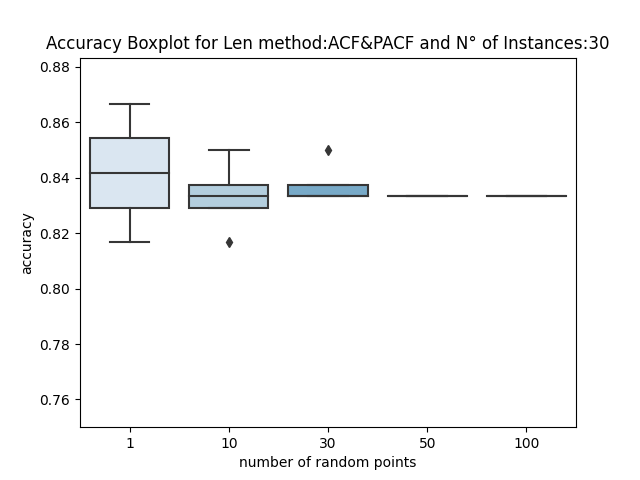 Accuracy Boxplot for Len method:ACF&PACF and N° of Instances:30
0.88
0.86
0.84
0.82
0.80
0.78
0.76
accuracy
1 10 30 50 100
number of random points